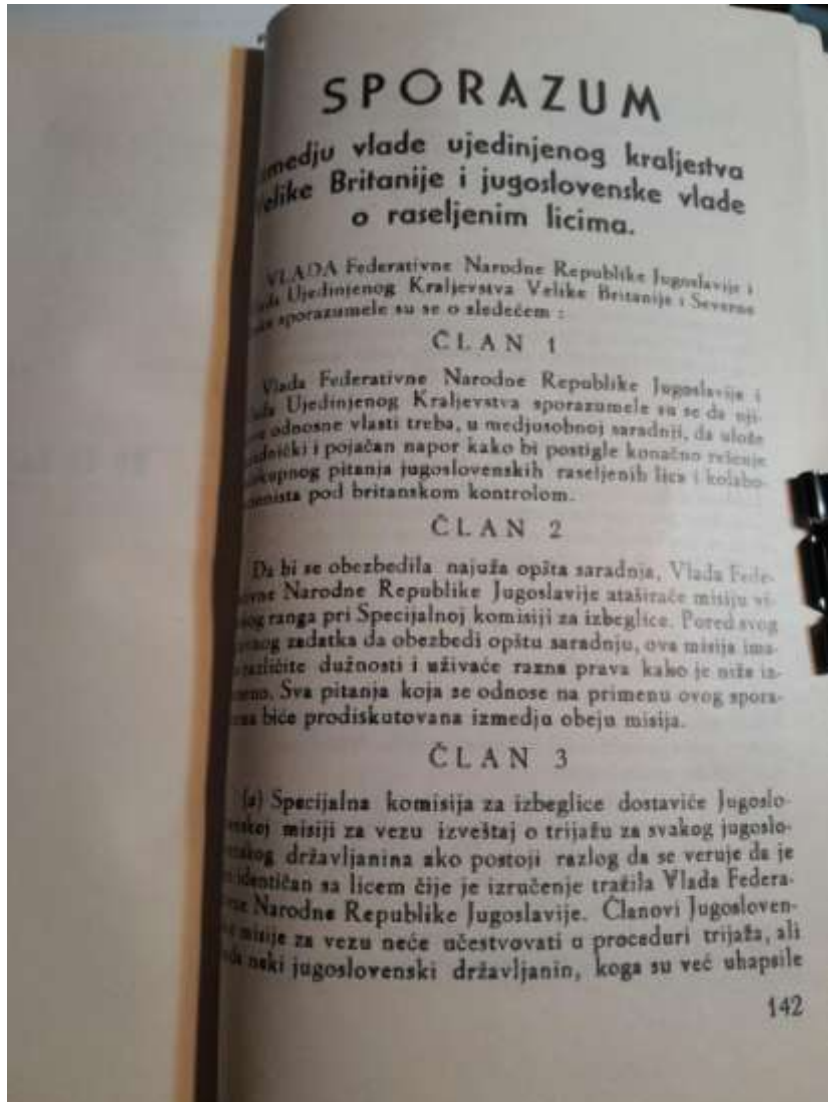 SPORAZUM
medju vlade ujedinjenog kraljestva
Velike Britanije i jugoslovenske vlade
o raseljenim licima.
VLADA Federativne Narodne Republike Jugoslavije i
Ujedinjenog Kraljevstva Velike Britanije i Severne
sporazumele su se o sledećem :
ČLAN 1
Vlada Federativne Narodne Republike Jugoslavije i
Ujedinjenog Kraljevstva sporazumele su se da nji-
odnosne vlasti treba, u medjusobnoj saradnji, da ulože
i pojačan napor kako bi postigle konačno rešenje
pitanja jugoslovenskih raseljenih lica i kolabo-
pod britanskom kontrolom.
ČLAN 2
Da bi se obezbedila najuža opšta saradnja, Vlada Fede-
Narodne Republike Jugoslavije ataširaće misiju vi-
ranga pri Specijalnoj komisiji za izbeglice. Pored svog
zadatka da obezbedi opštu saradnju, ova misija ima-
različite dužnosti i uživaće razna prava kako je niže iz-
Sva pitanja koja se odnose na primenu ovog spora-
biće prodiskutovana izmedju obeju misija.
ČLAN 3
(a) Specijalna komisija za izbeglice dostaviće Jugoslo-
misiji za vezu izveštaj o trijažu za svakog jugoslo-
državljanina ako postoji razlog da se veruje da je
identičan sa licem čije je izručenje tražila Vlada Federa-
Narodne Republike Jugoslavije. Članovi Jugosloven-
misije za vezu neće učestvovati u proceduri trijaža, ali
neki jugoslovenski državljanin, koga su već uhapsile
142